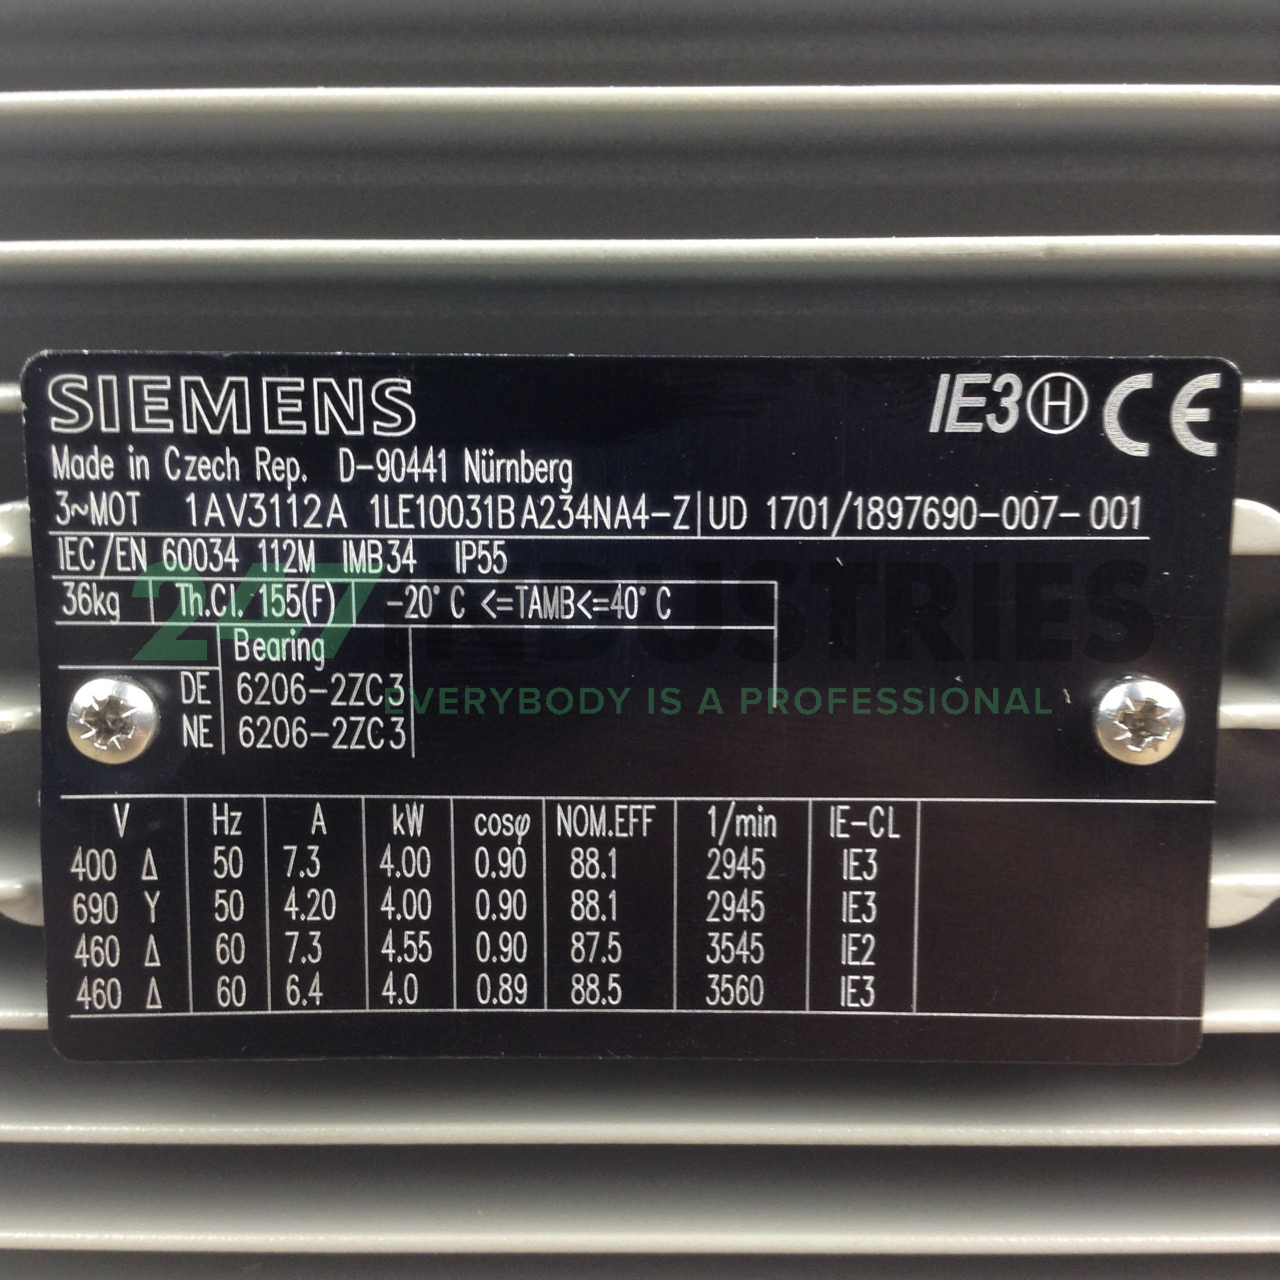 SIEMENS IE3 H CE
Made in Czech Rep. D-90441 Nürnberg
3~MOT 1AV3112A 1LE10031BA234NA4-Z UD 1701/1897690-007-001
IEC/EN 60034 112M IMB34 IP55
36kg Th.Cl. 155(F) -20°C <=TAMB<=40°C
247 INDUSTRIES
Bearing
DE 6206-2ZC3
EVERYBODY IS A PROFESSIONAL
NE 6206-2ZC3
V Hz A kW cosφ NOM.EFF 1/min IE-CL
400 Δ 50 7.3 4.00 0.90 88.1 2945 IE3
690 Y 50 4.20 4.00 0.90 88.1 2945 IE3
460 Δ 60 7.3 4.55 0.90 87.5 3545 IE2
460 Δ 60 6.4 4.0 0.89 88.5 3560 IE3